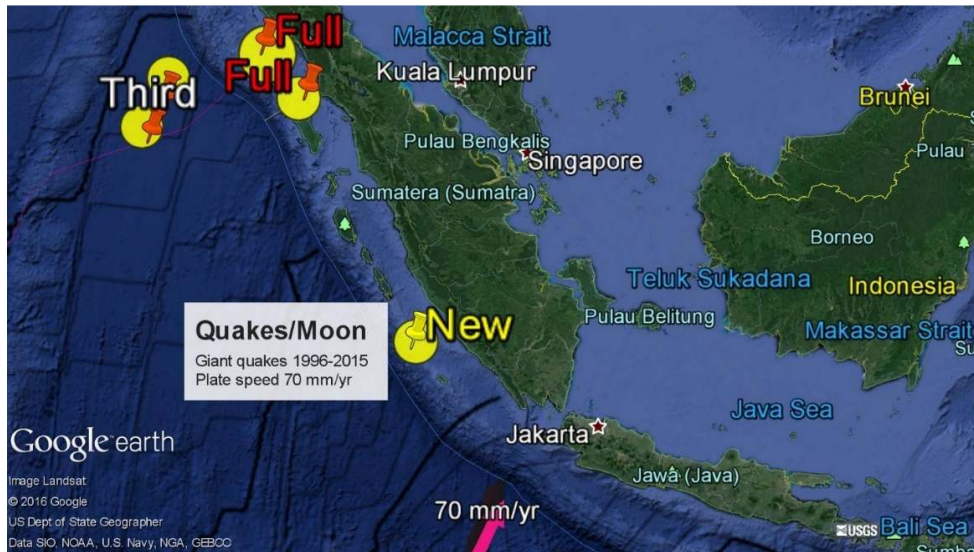 Full
Malacca Strait
Full
Kuala Lumpur
Third
Brunei
Pulau Bengkalis
Singapore
Pulau
Sumatera (Sumatra)
Borneo
Teluk Sukadana
Indonesia
Pulau Belitung
New
Makassar Strait
Quakes/Moon
Giant quakes 1996-2015
Plate speed 70 mm/yr
Java Sea
Jakarta
Google earth
Jawa (Java)
Image Landsat
© 2016 Google
70 mm/yr
US Dept of State Geographer
USGS
Bali Sea
Data SIO, NOAA, U.S. Navy, NGA, GEBCO